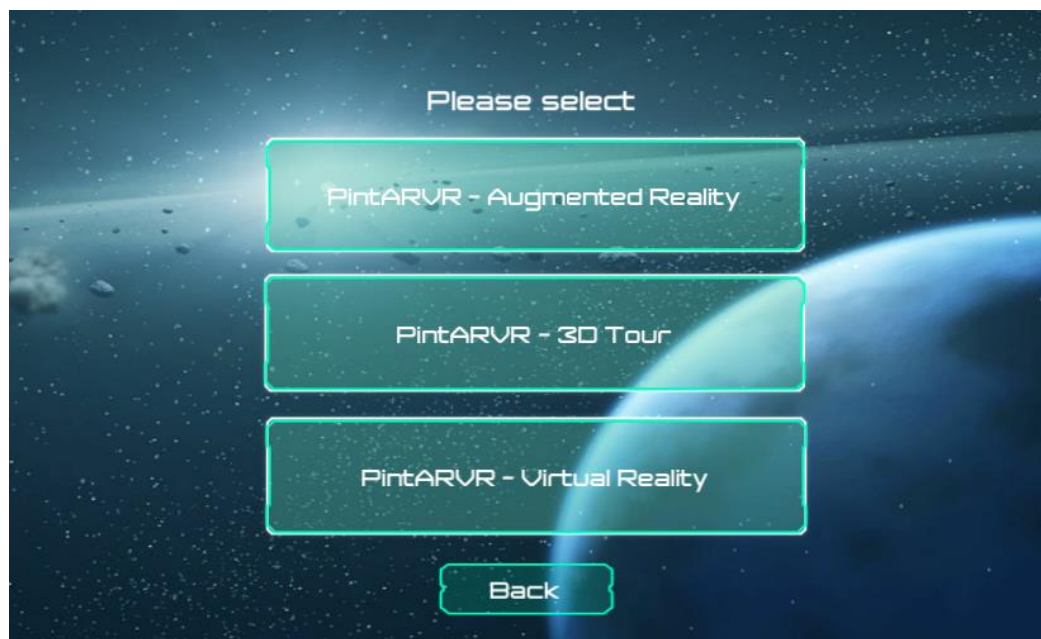 Please select
PintARVR - Augmented Reality
PintARVR - 3D Tour
PintARVR - Virtual Reality
Back